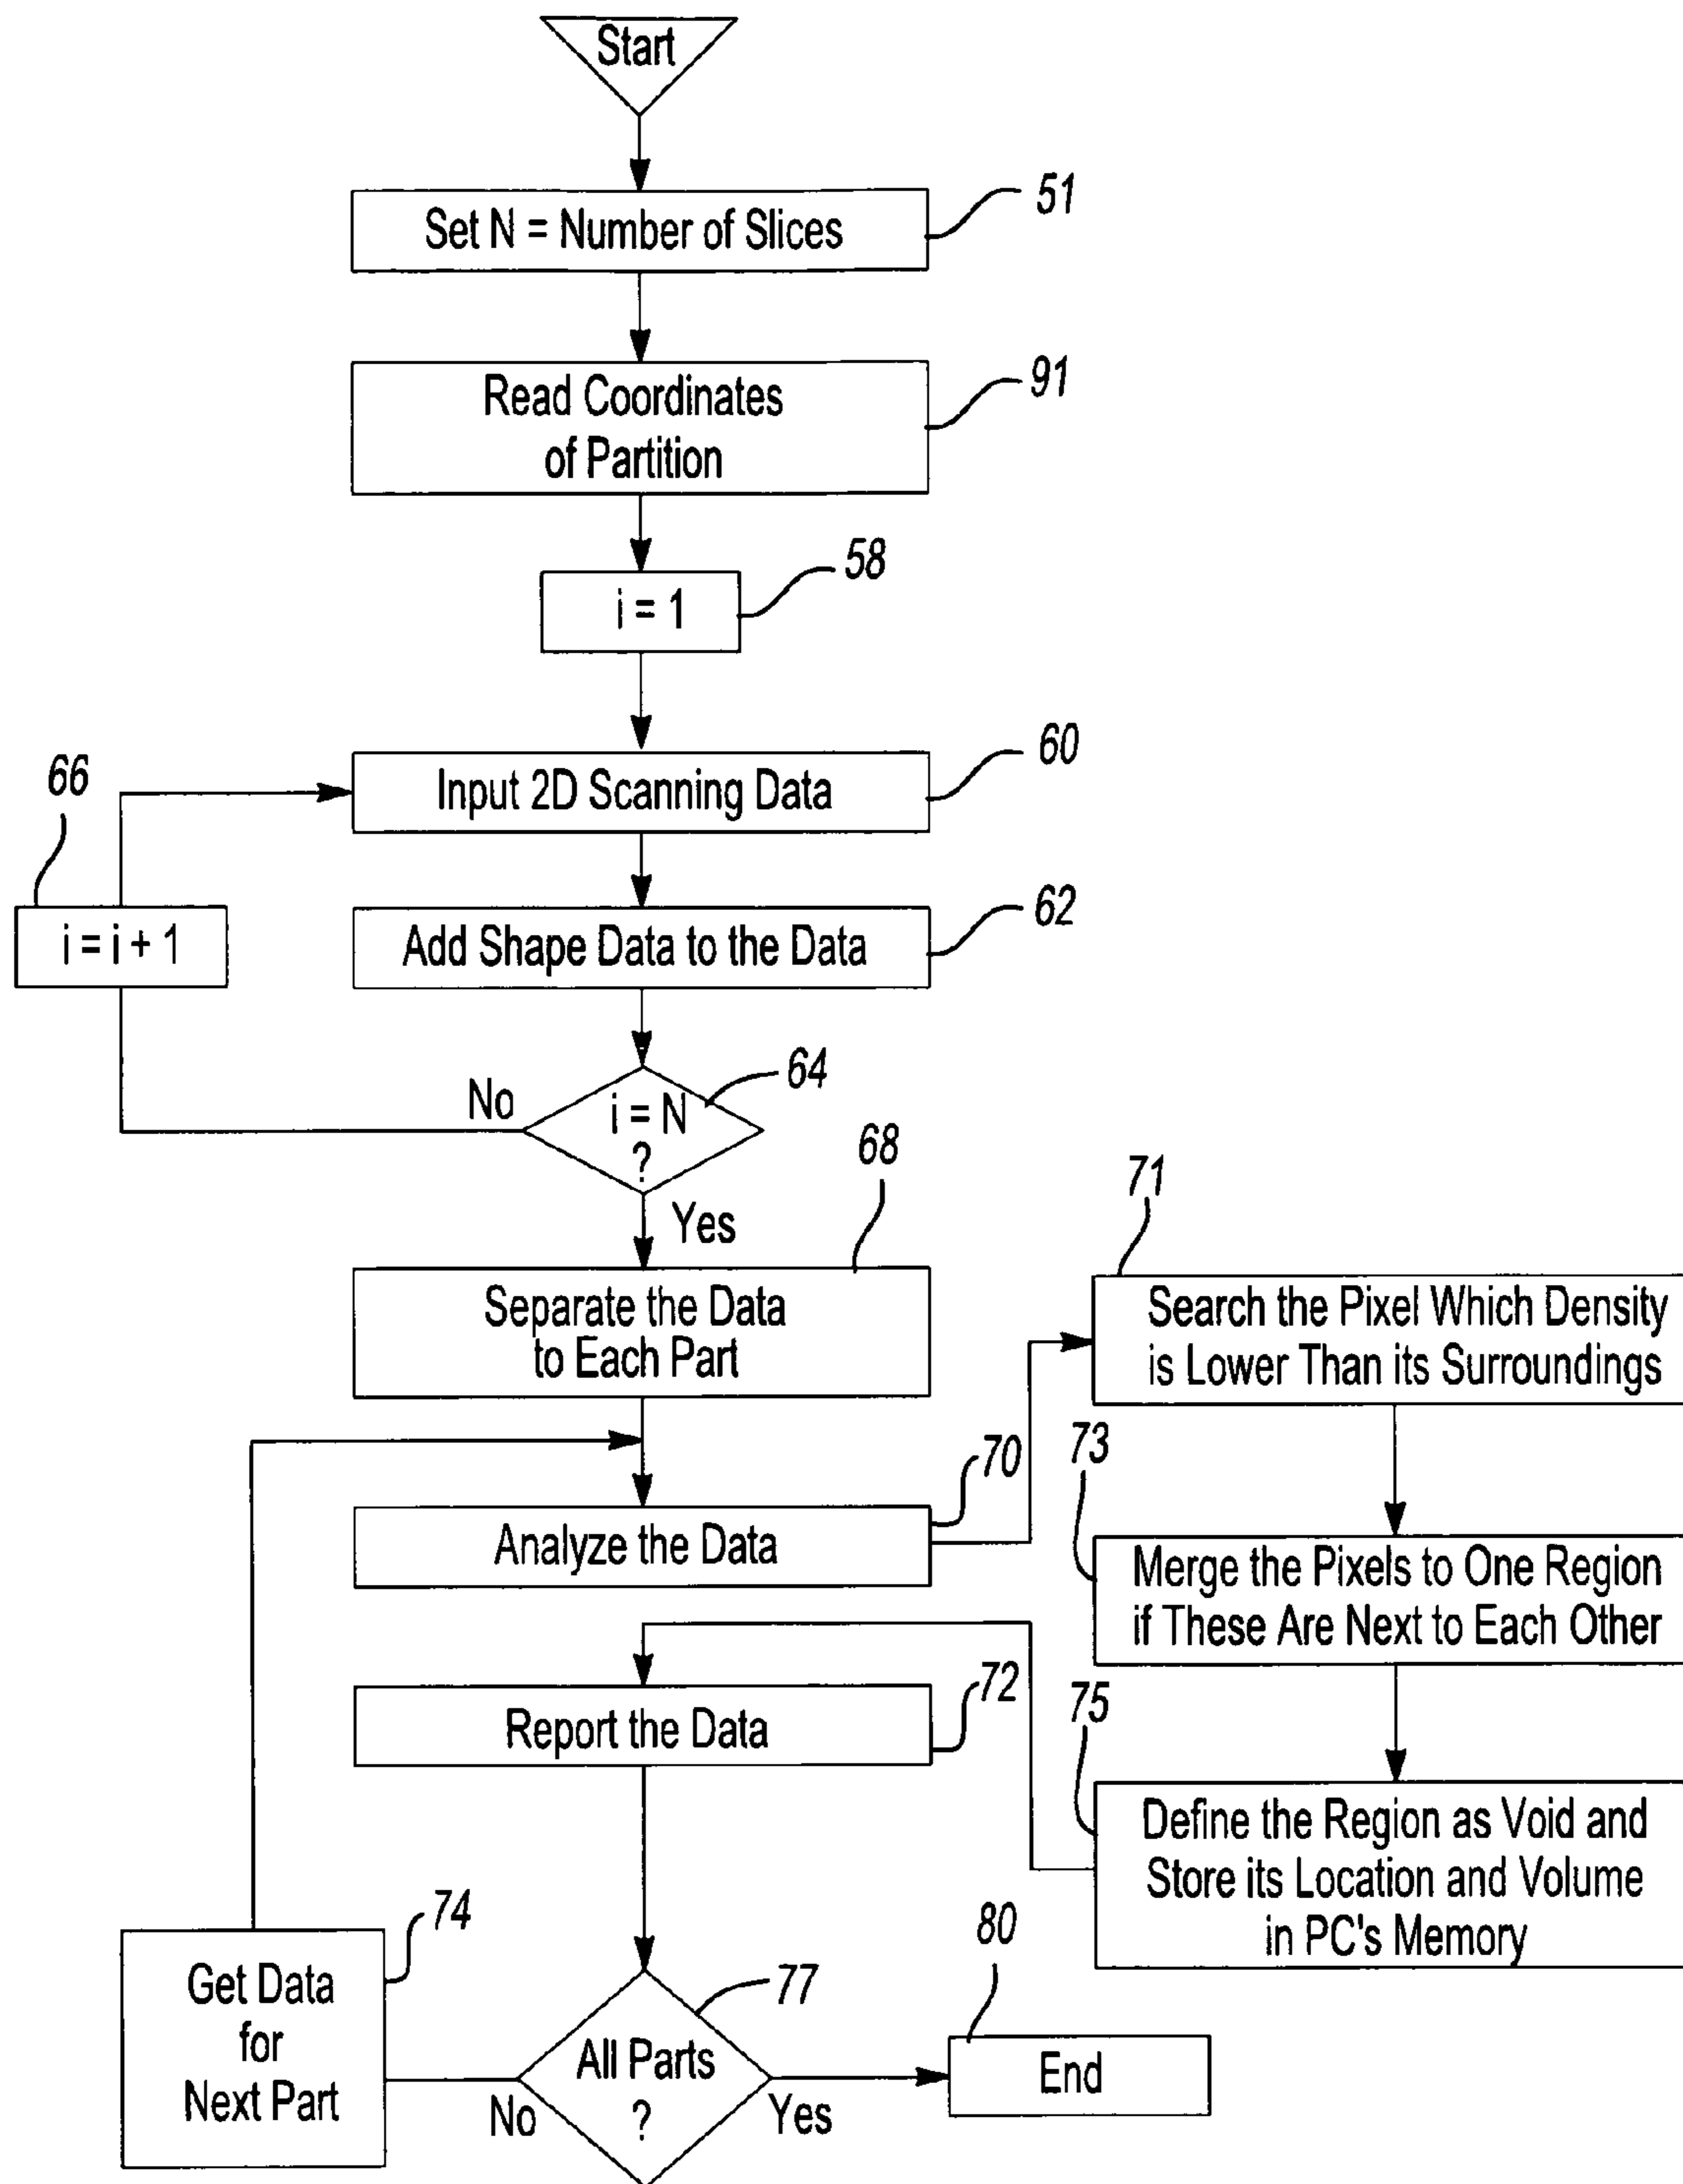 Start
Set N = Number of Slices
51
Read Coordinates
of Partition
91
i = 1
58
Input 2D Scanning Data
60
66
i = i + 1
Add Shape Data to the Data
62
No
i = N
?
64
Yes
68
Separate the Data
to Each Part
71
Search the Pixel Which Density
is Lower Than its Surroundings
70
Analyze the Data
73
Merge the Pixels to One Region
if These Are Next to Each Other
72
Report the Data
75
Define the Region as Void and
Store its Location and Volume
in PC's Memory
74
Get Data
for
Next Part
77
All Parts
?
No
Yes
80
End